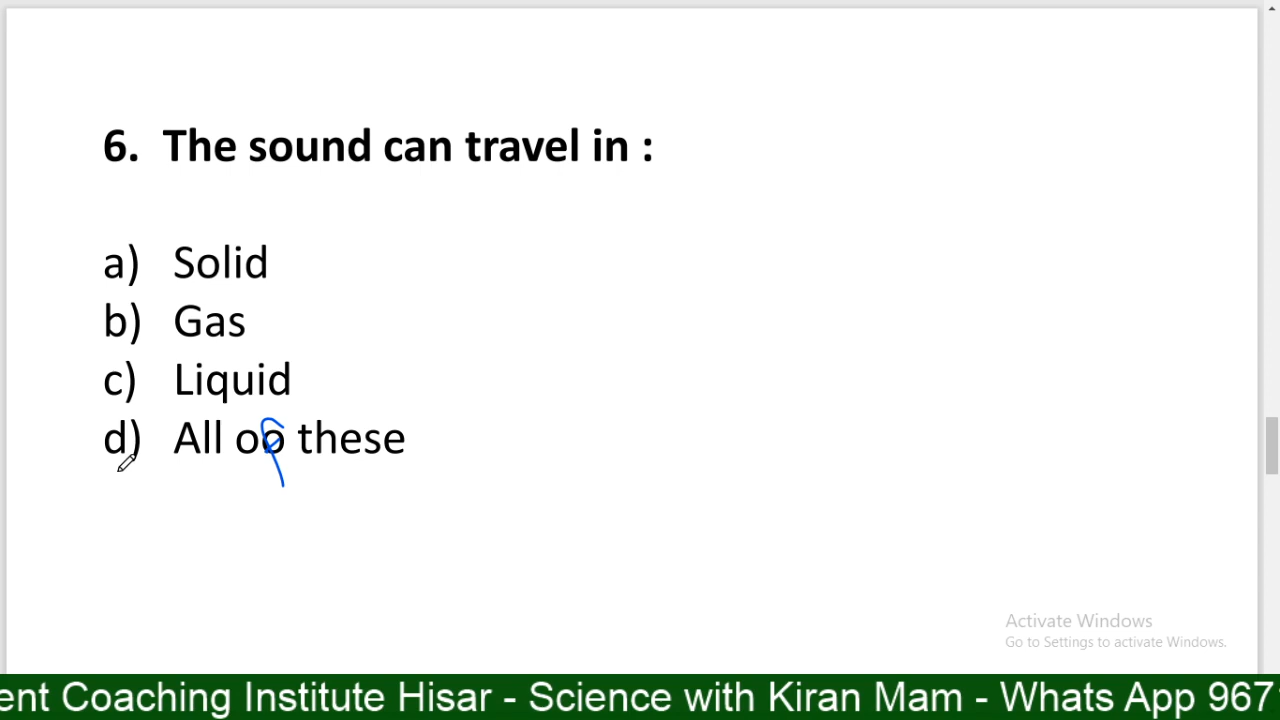 6. The sound can travel in :
a) Solid
b) Gas
c) Liquid
d) All oo these
Activate Windows
Go to Settings to activate Windows.
ent Coaching Institute Hisar - Science with Kiran Mam - Whats App 967